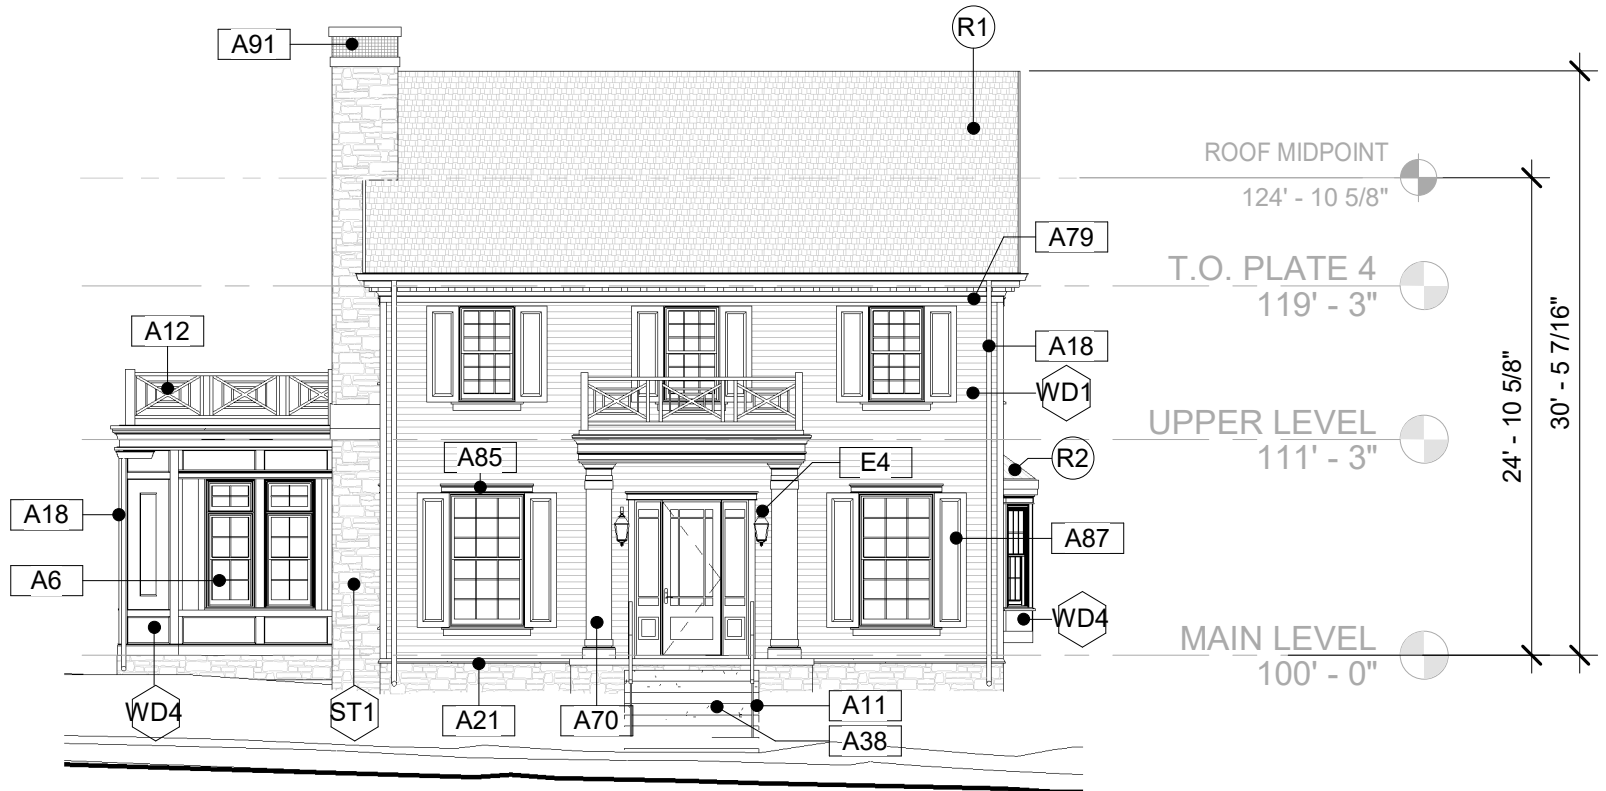 R1
A91
ROOF MIDPOINT
124' - 10 5/8"
A79
T.O. PLATE 4
119' - 3"
A12
A18
WD1
24' - 10 5/8"
30' - 5 7/16"
UPPER LEVEL
111' - 3"
A85
E4
R2
A18
A87
A6
WD4
MAIN LEVEL
100' - 0"
WD4
ST1
A21
A70
A11
A38